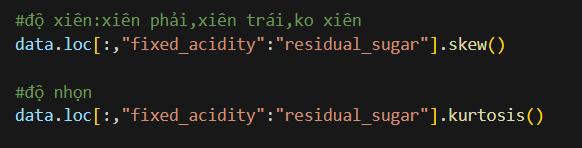 #độ xiên:xiên phải,xiên trái,ko xiên
data.loc[:,"fixed_acidity":"residual_sugar"].skew()
#độ nhọn
data.loc[:,"fixed_acidity":"residual_sugar"].kurtosis()